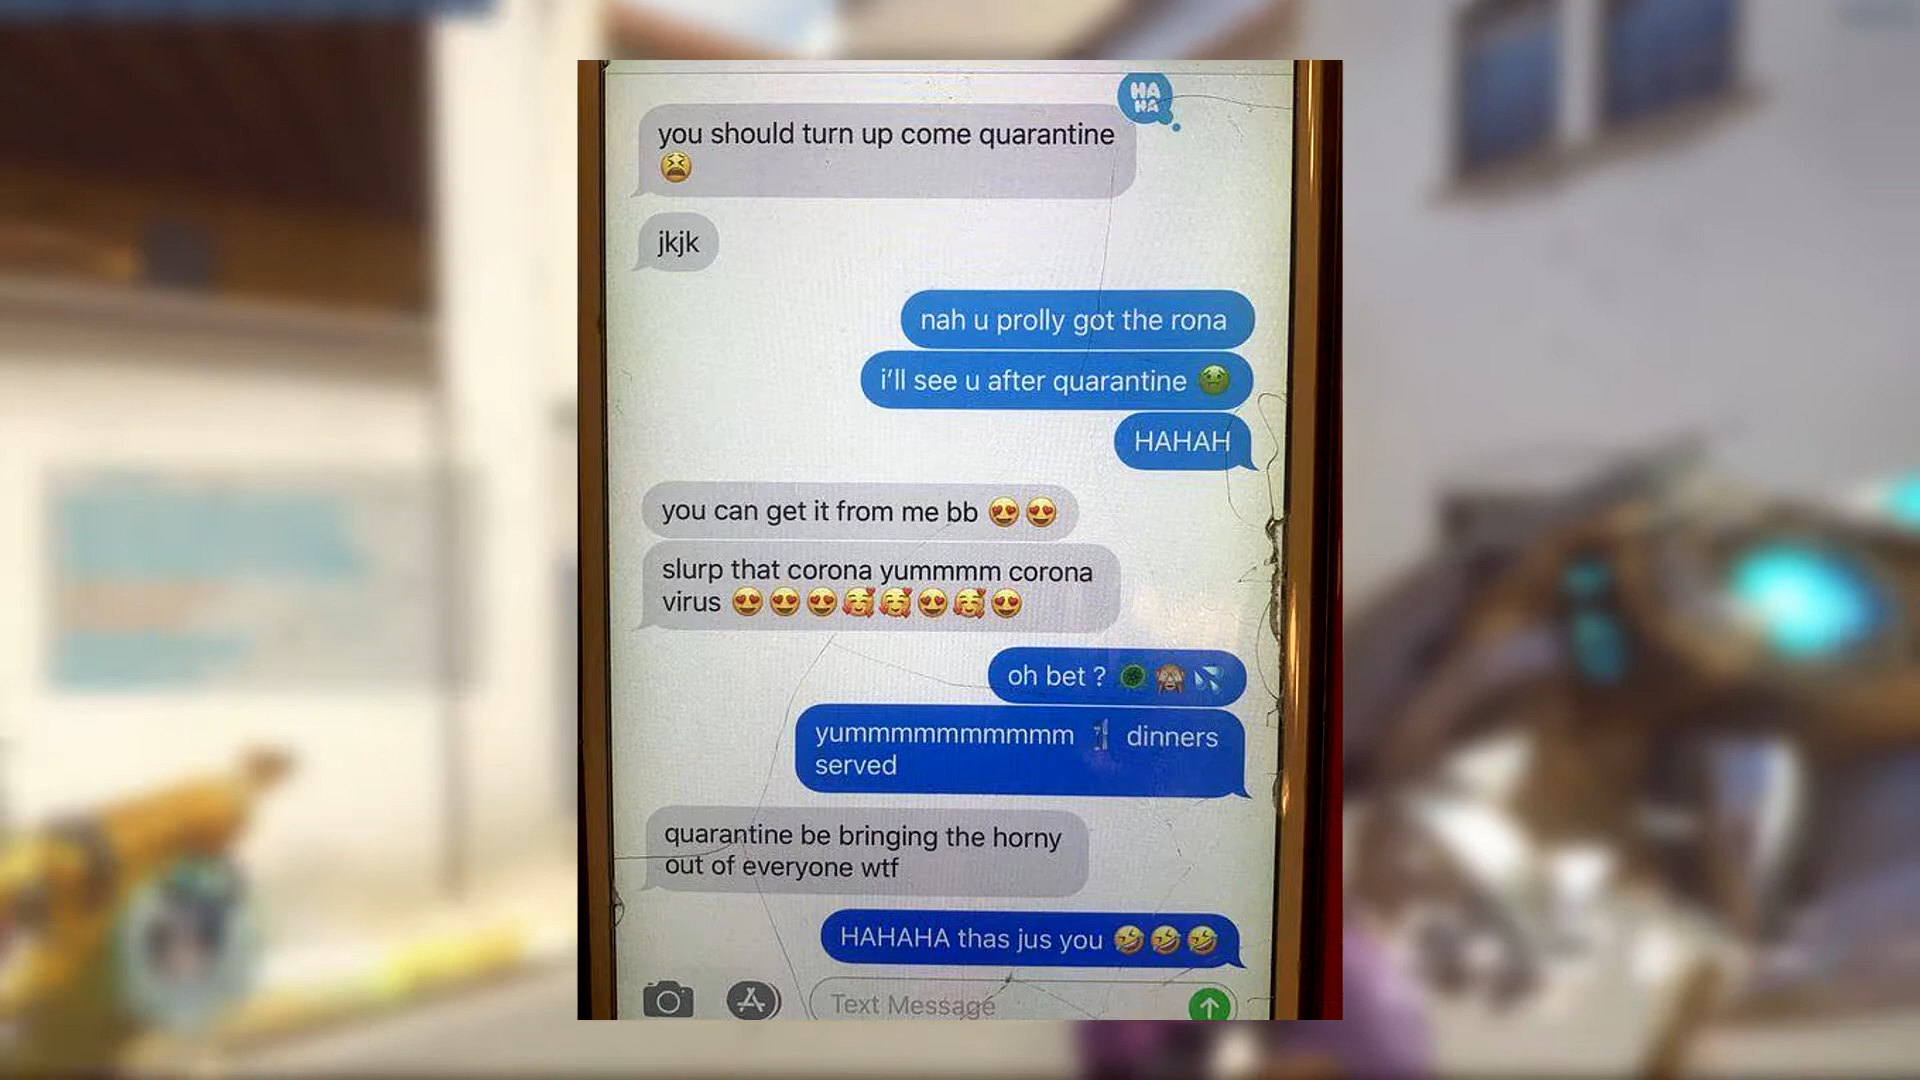 HA
HA
you should turn up come quarantine
😫
jkjk
nah u prolly got the rona
i'll see u after quarantine 🤢
HAHAH
you can get it from me bb 😍😍
slurp that corona yummmm corona
virus 😍😍😍🥰🥰😍🥰😍
oh bet ? 🦠🙈💦
yummmmmmmmmmm 🍴 dinners
served
quarantine be bringing the horny
out of everyone wtf
HAHAHA thas jus you 🤣🤣🤣
Text Message